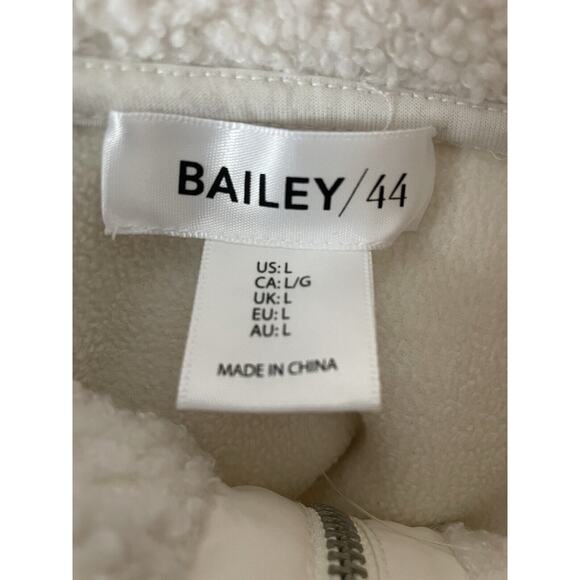 BAILEY/44
US: L
CA: L/G
UK: L
EU: L
AU: L
MADE IN CHINA